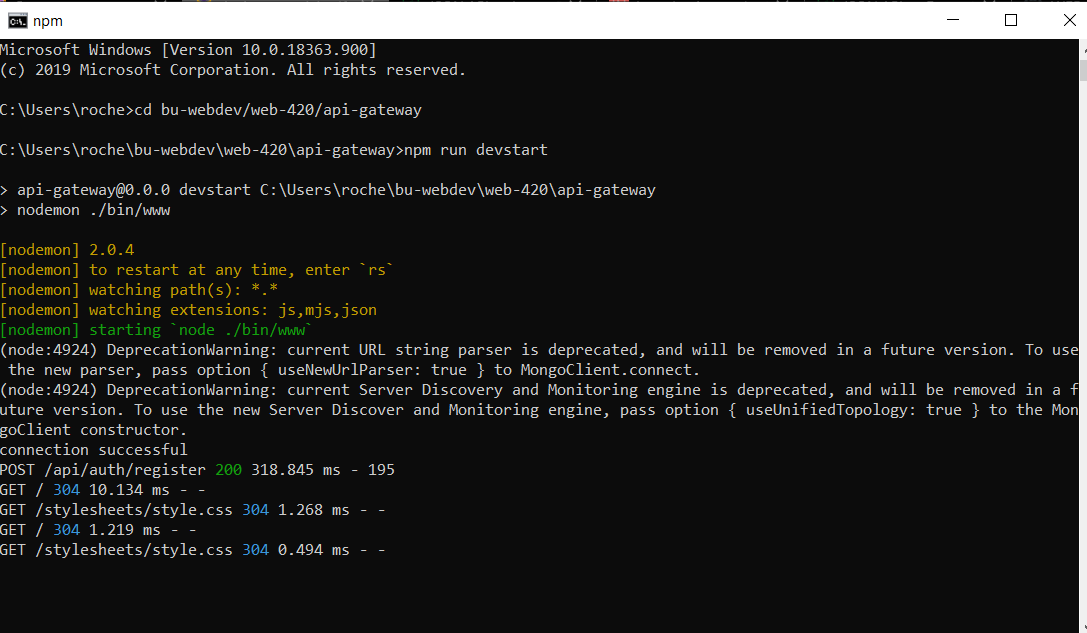 npm
Microsoft Windows [Version 10.0.18363.900]
(c) 2019 Microsoft Corporation. All rights reserved.
C:\Users\roche>cd bu-webdev/web-420/api-gateway
C:\Users\roche\bu-webdev\web-420\api-gateway>npm run devstart
> api-gateway@0.0.0 devstart C:\Users\roche\bu-webdev\web-420\api-gateway
> nodemon ./bin/www
[nodemon] 2.0.4
[nodemon] to restart at any time, enter `rs`
[nodemon] watching path(s): *.*
[nodemon] watching extensions: js,mjs,json
[nodemon] starting `node ./bin/www`
(node:4924) DeprecationWarning: current URL string parser is deprecated, and will be removed in a future version. To use
 the new parser, pass option { useNewUrlParser: true } to MongoClient.connect.
(node:4924) DeprecationWarning: current Server Discovery and Monitoring engine is deprecated, and will be removed in a f
uture version. To use the new Server Discover and Monitoring engine, pass option { useUnifiedTopology: true } to the Mon
goClient constructor.
connection successful
POST /api/auth/register 200 318.845 ms - 195
GET / 304 10.134 ms - -
GET /stylesheets/style.css 304 1.268 ms - -
GET / 304 1.219 ms - -
GET /stylesheets/style.css 304 0.494 ms - -